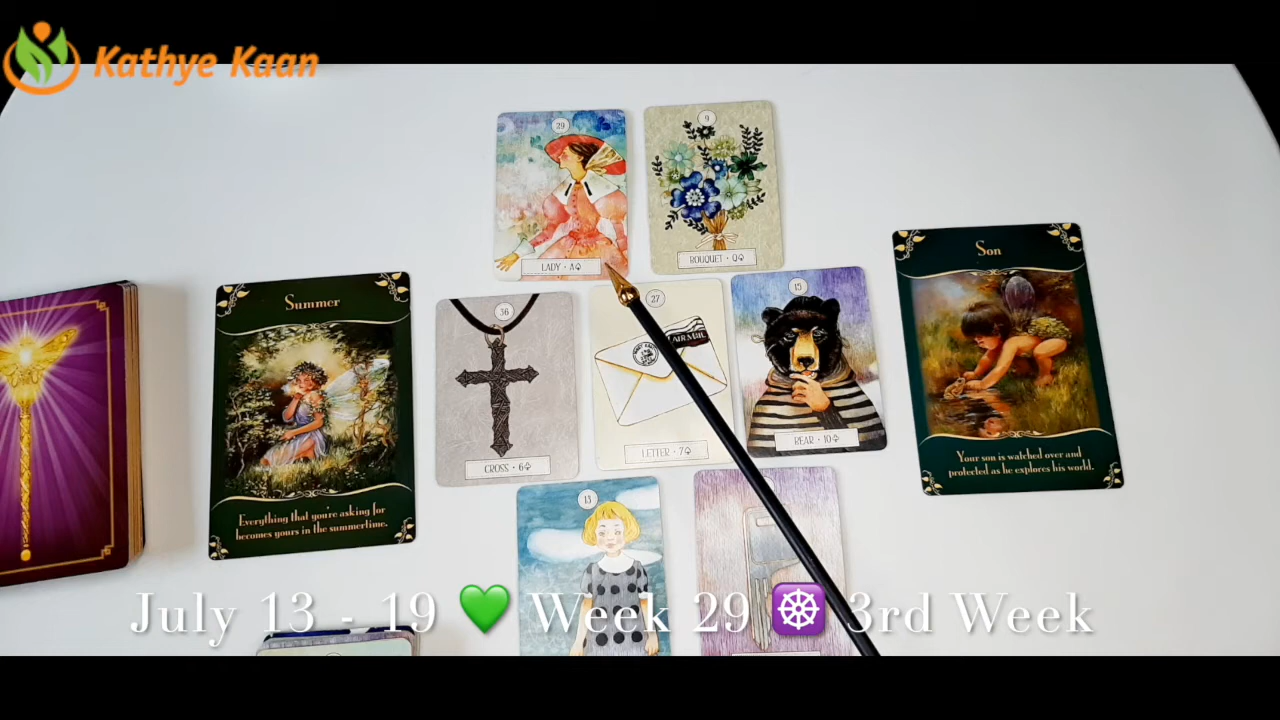 Kathye Kaan
29
LADY • A♤
9
BOUQUET • Q♤
Son
Your son is watched over and
protected as he explores his world.
Summer
Everything that you're asking for
becomes yours in the summertime.
36
CROSS • 6♤
27
AIR MAIL
LETTER • 7♤
15
BEAR • 10♤
13
July 13 - 19 💚 Week 29 ☸ 3rd Week